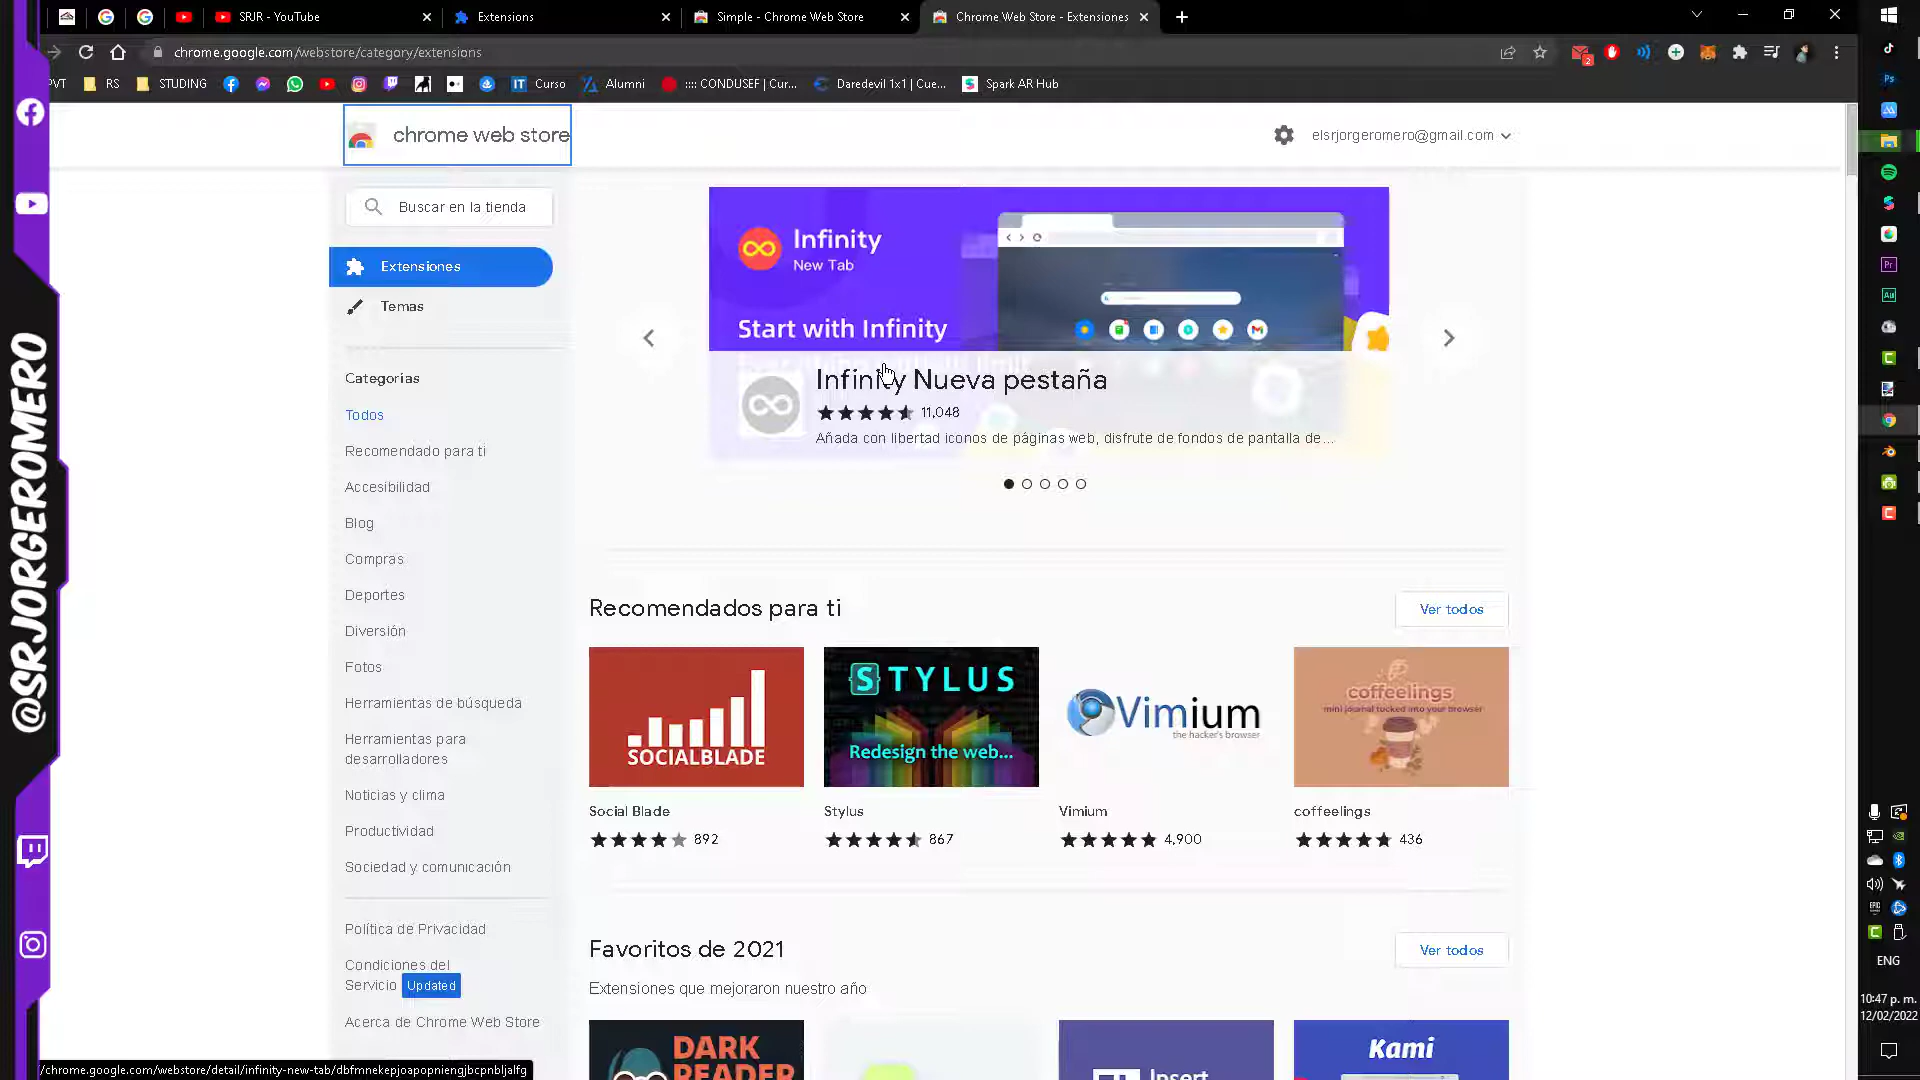 SRJR - YouTube
Extensions
Simple - Chrome Web Store
Chrome Web Store - Extensiones
chrome.google.com/webstore/category/extensions
2
PVT
RS
STUDING
IT Curso
Alumni
:::: CONDUSEF | Cur...
Daredevil 1x1 | Cue...
Spark AR Hub
chrome web store
elsrjorgeromero@gmail.com
Buscar en la tienda
Extensiones
Temas
Categorías
Todos
Recomendado para ti
Accesibilidad
Blog
Compras
Deportes
Diversión
Fotos
Herramientas de búsqueda
Herramientas para
desarrolladores
Noticias y clima
Productividad
Sociedad y comunicación
Política de Privacidad
Condiciones del
Servicio Updated
Acerca de Chrome Web Store
Infinity
New Tab
Start with Infinity
Infinity Nueva pestaña
11,048
Añada con libertad iconos de páginas web, disfrute de fondos de pantalla de...
Recomendados para ti
Ver todos
SOCIALBLADE
STYLUS
Redesign the web...
Vimium
the hacker's browser
coffeelings
mini journal tucked into your browser
Social Blade
892
Stylus
867
Vimium
4,900
coffeelings
436
Favoritos de 2021
Ver todos
Extensiones que mejoraron nuestro año
DARK
READER
Insert
Kami
/chrome.google.com/webstore/detail/infinity-new-tab/dbfmnekepjoapopniengjbcpnbljalfg
@SRJORGEROMERO
Ps
Pr
Au
EPIC
ENG
10:47 p. m.
12/02/2022